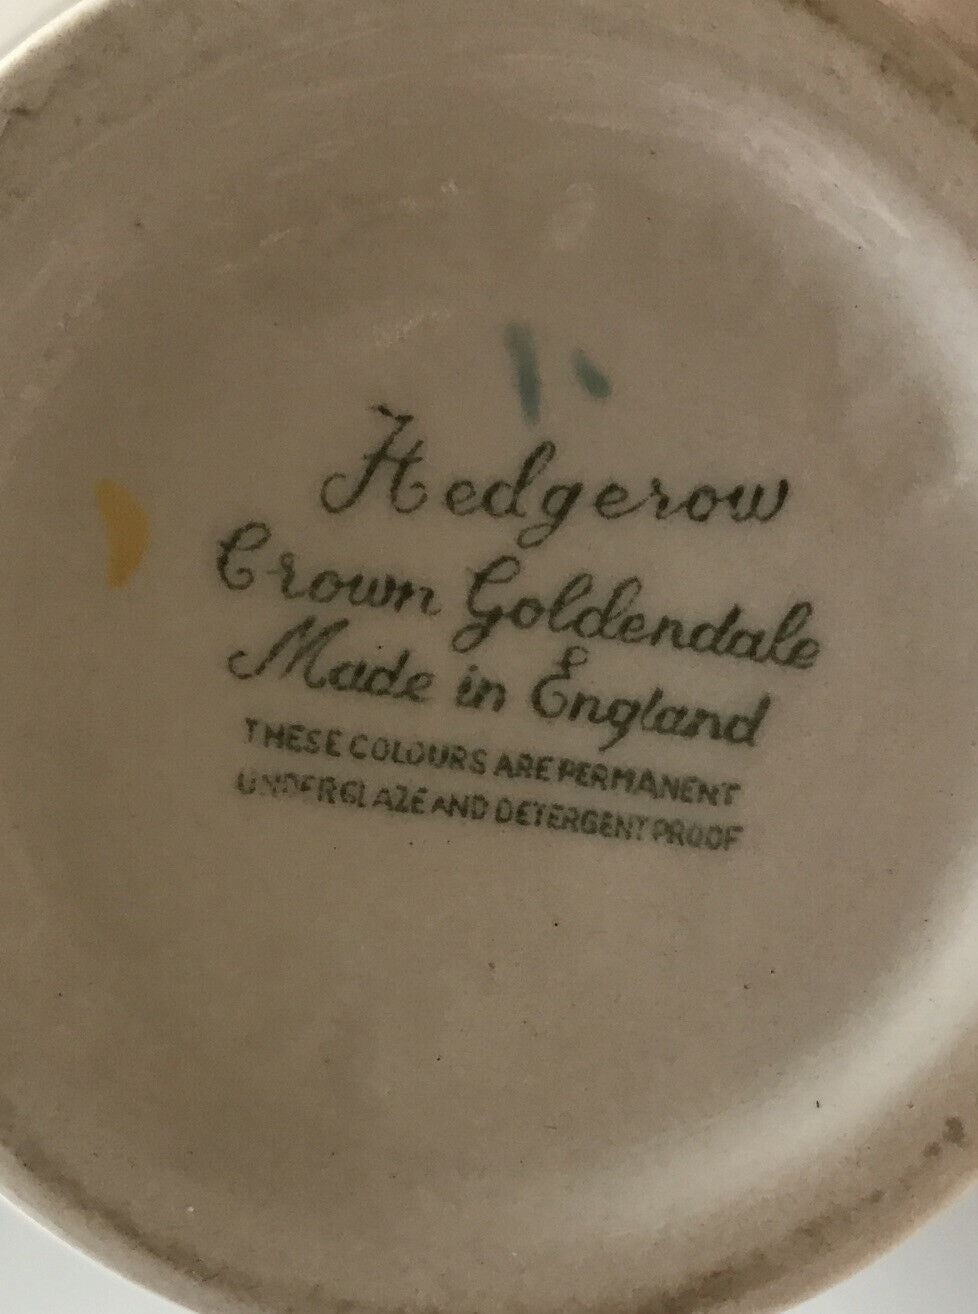 Hedgerow
Crown Goldendale
Made in England
THESE COLOURS ARE PERMANENT
UNDERGLAZE AND DETERGENT PROOF